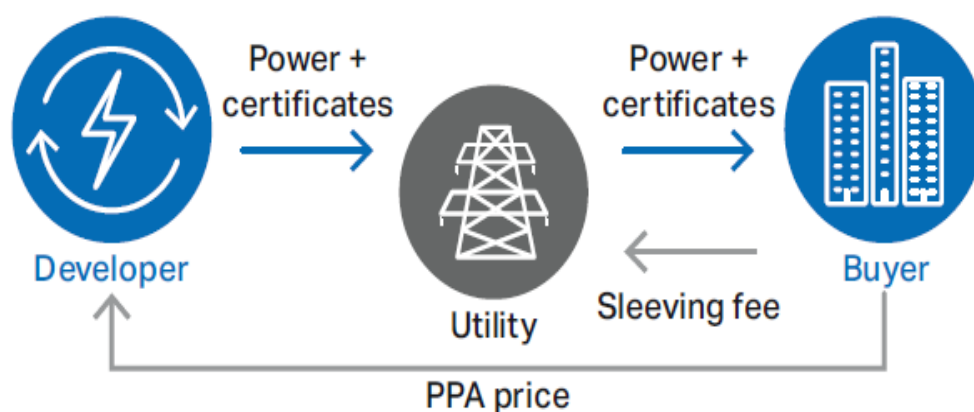 Power +
certificates
Power +
certificates
Developer
Utility
Buyer
Sleeving fee
PPA price